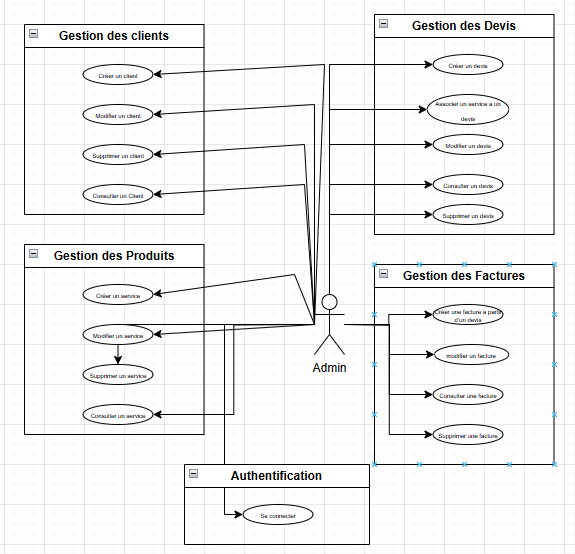 Gestion des clients
Créer un client
Modifier un client
Supprimer un client
Consulter un Client
Gestion des Devis
Créer un devis
Associer un service a un
devis
Modifier un devis
Consulter un devis
Supprimer un devis
Gestion des Produits
Créer un service
Modifier un service
Supprimer un service
Consulter un service
Admin
Gestion des Factures
Créer une facture a partir
d'un devis
modifier un facture
Consulter une facture
Supprimer une facture
Authentification
Se connecter